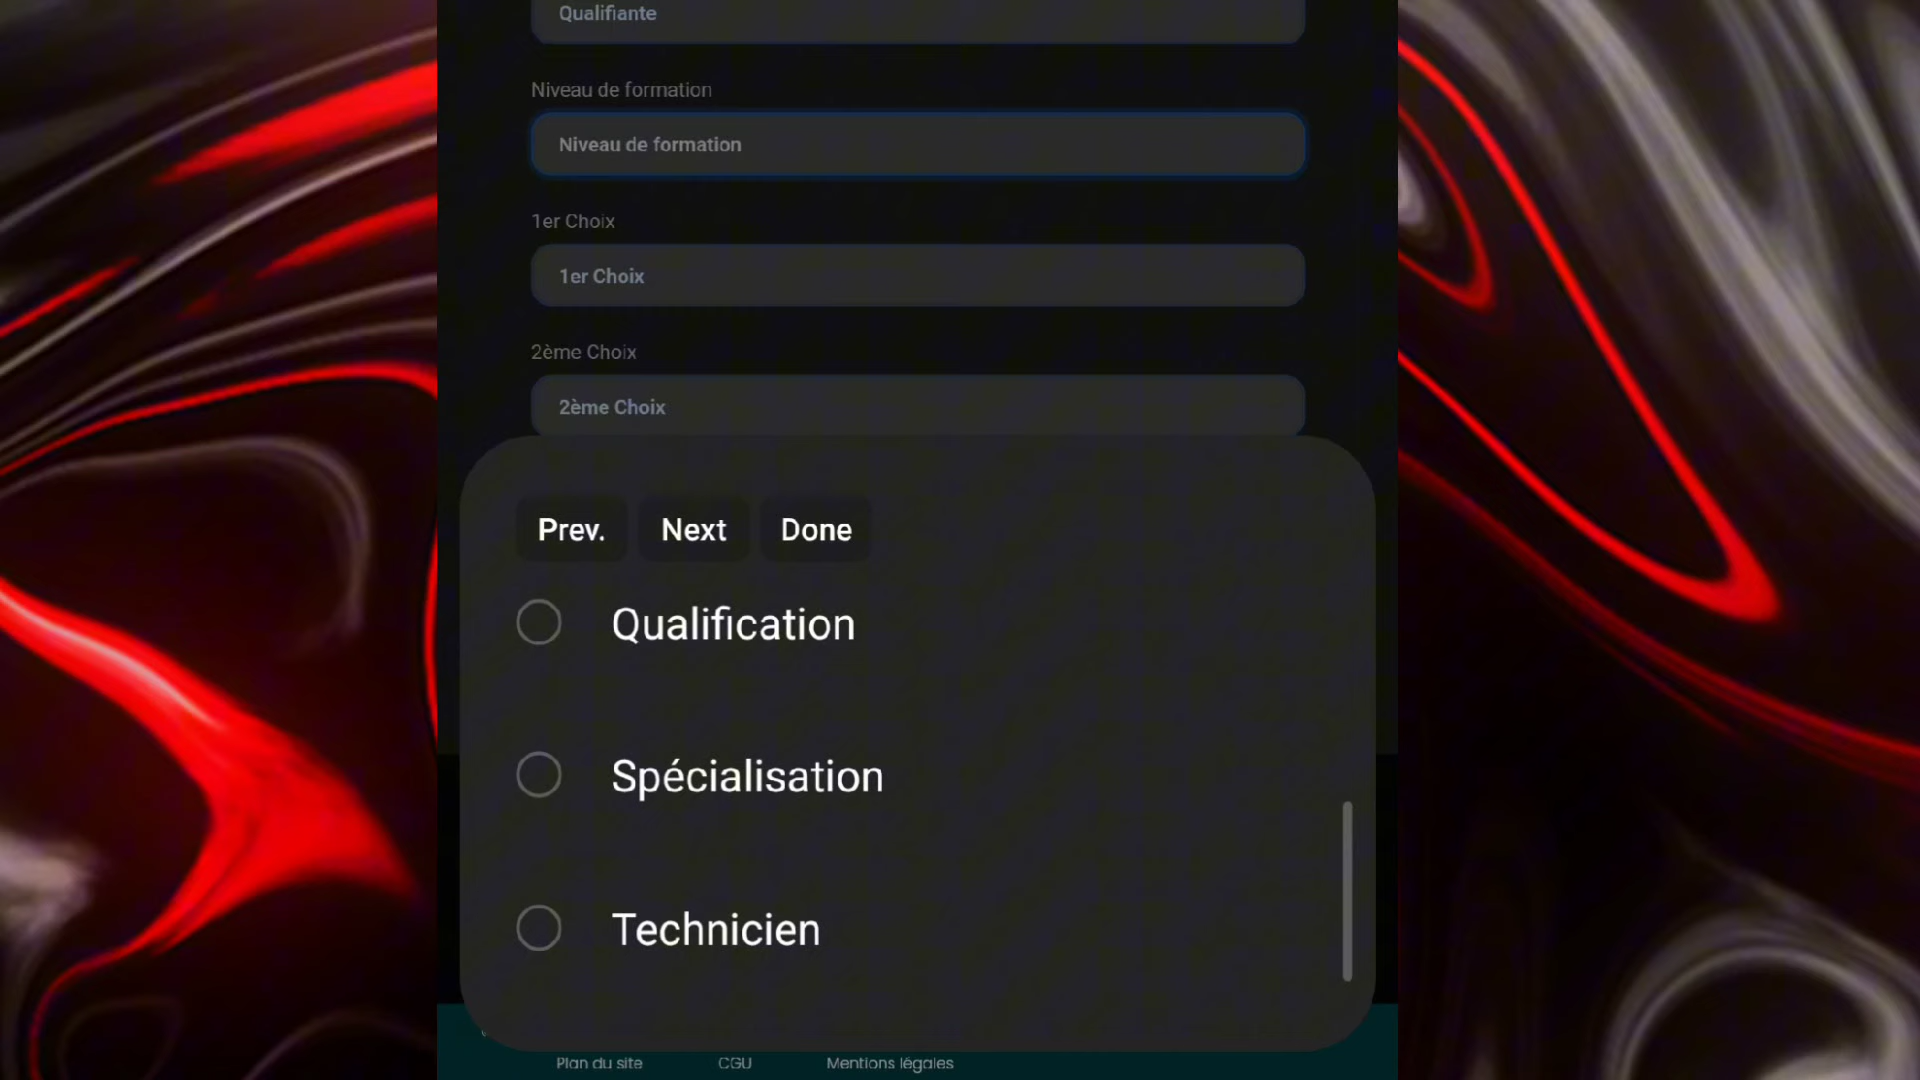 Qualifiante
Niveau de formation
Niveau de formation
1er Choix
1er Choix
2ème Choix
2ème Choix
Prev. Next Done
Qualification
Spécialisation
Technicien
Plan du site CGU Mentions légales